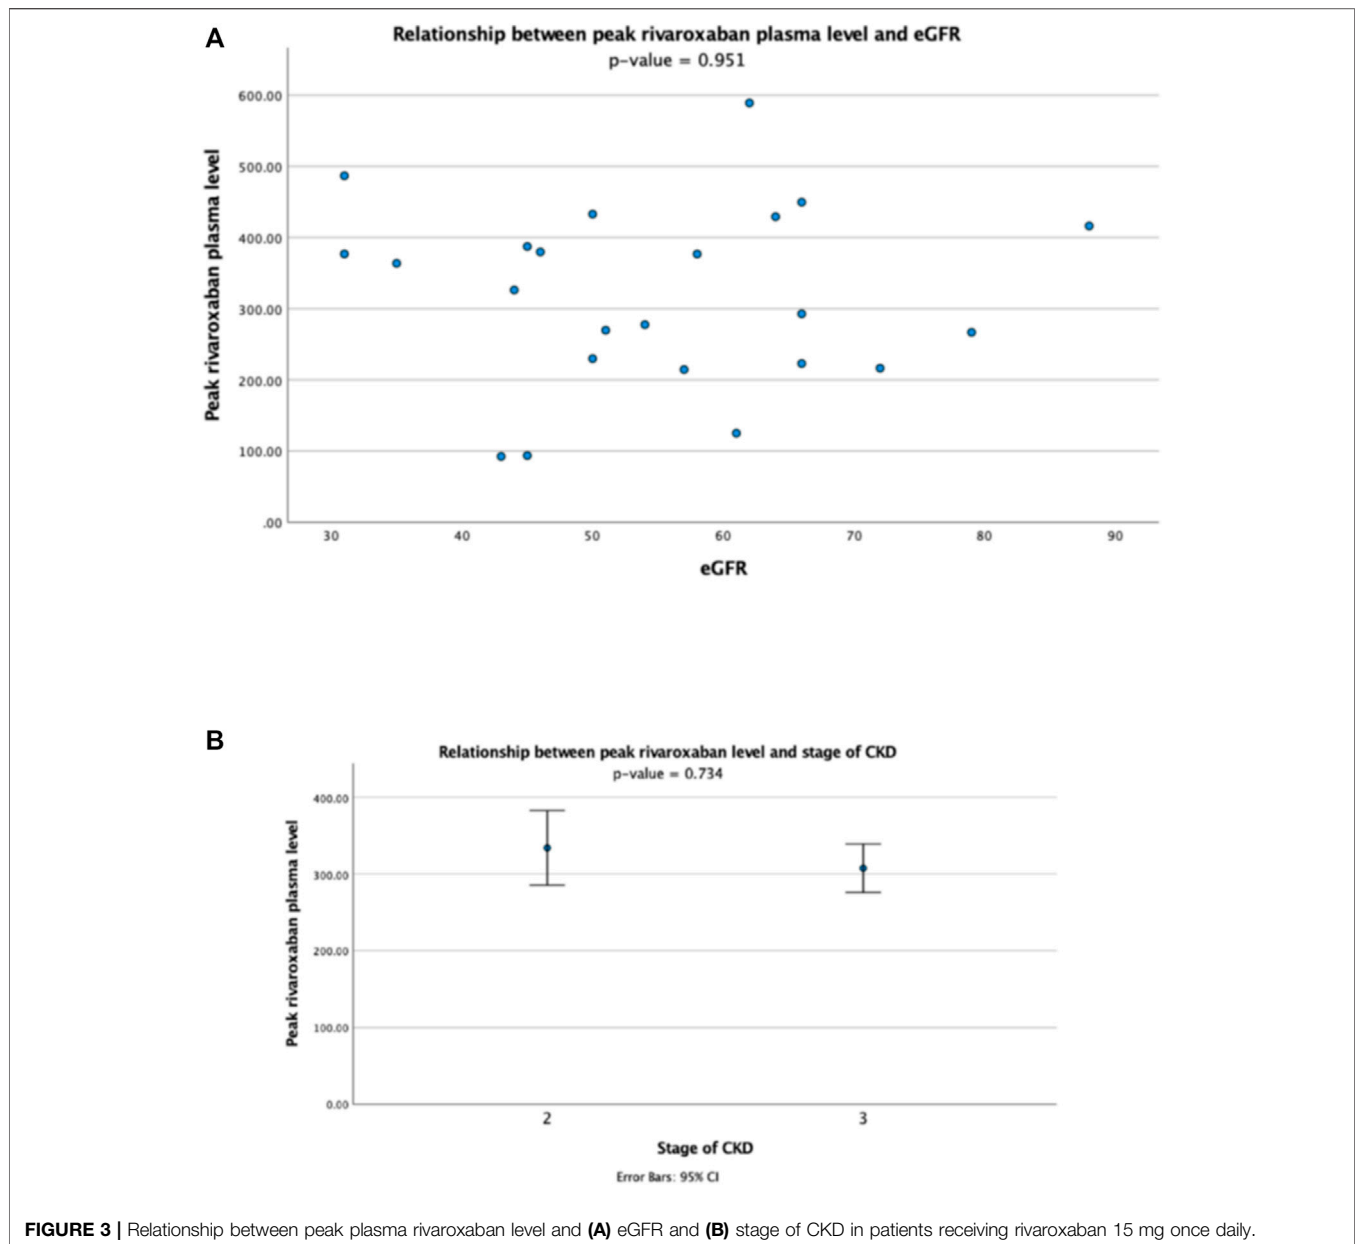 A
Relationship between peak rivaroxaban plasma level and eGFR
p-value = 0.951
Peak rivaroxaban plasma level
600.00
500.00
400.00
300.00
200.00
100.00
.00
30 40 50 60 70 80 90
eGFR
B
Relationship between peak rivaroxaban level and stage of CKD
p-value = 0.734
Peak rivaroxaban plasma level
400.00
300.00
200.00
100.00
0.00
2 3
Stage of CKD
Error Bars: 95% CI
FIGURE 3 | Relationship between peak plasma rivaroxaban level and (A) eGFR and (B) stage of CKD in patients receiving rivaroxaban 15 mg once daily.